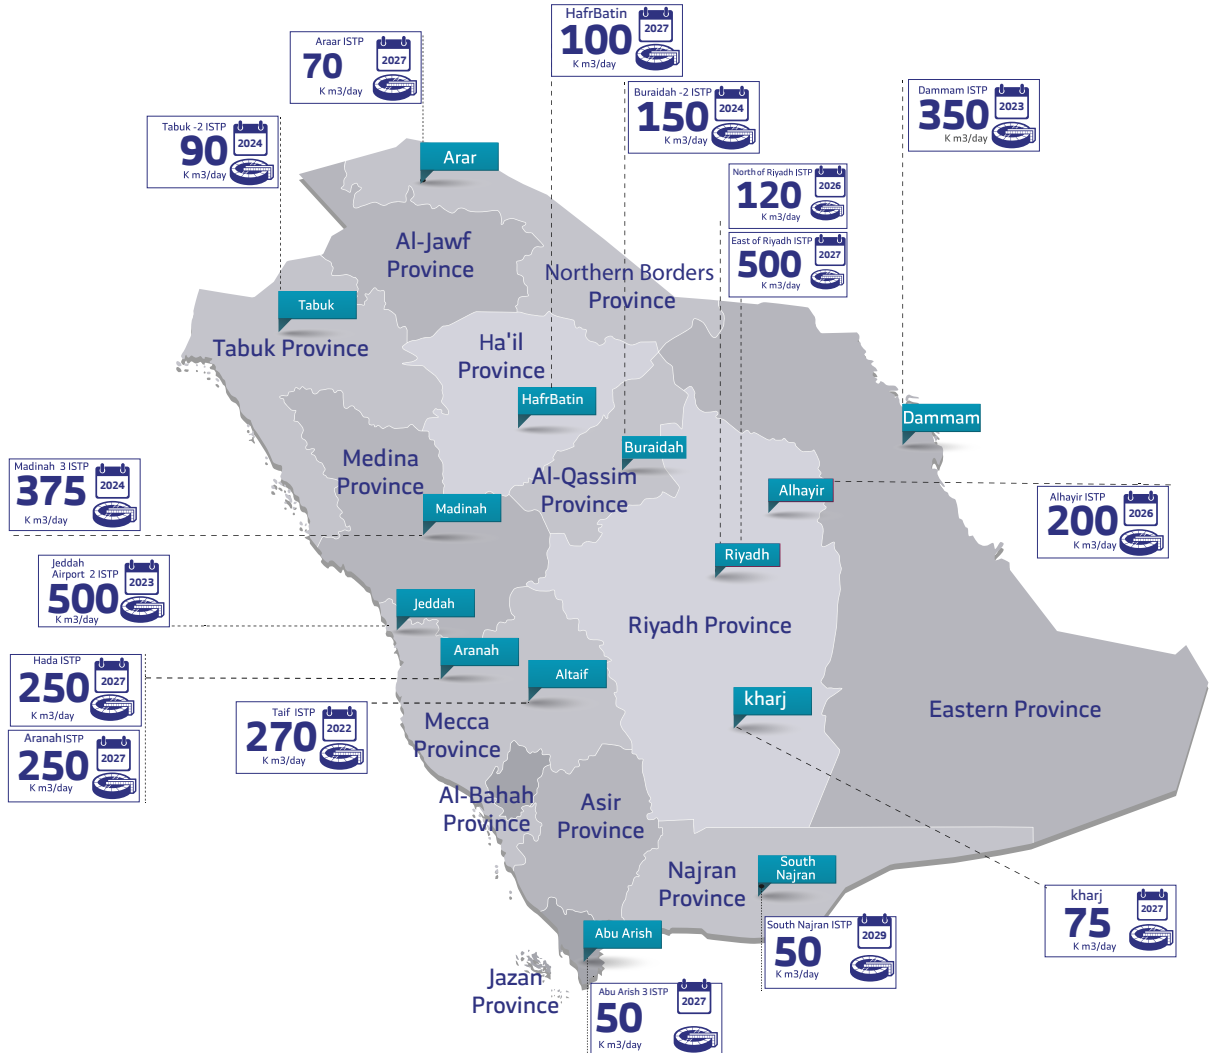 HafrBatin
100
K m3/day
2027
Araar ISTP
70
K m3/day
2027
Buraidah -2 ISTP
150
K m3/day
2024
Dammam ISTP
350
K m3/day
2023
Tabuk -2 ISTP
90
K m3/day
2024
North of Riyadh ISTP
120
K m3/day
2026
East of Riyadh ISTP
500
K m3/day
2027
Arar
Al-Jawf
Province
Northern Borders
Province
Tabuk
Tabuk Province
Ha'il
Province
HafrBatin
Dammam
Buraidah
Medina
Province
Al-Qassim
Province
Madinah 3 ISTP
375
K m3/day
2024
Madinah
Alhayir
Alhayir ISTP
200
K m3/day
2026
Riyadh
Jeddah
Airport 2 ISTP
500
K m3/day
2023
Jeddah
Riyadh Province
Aranah
Hada ISTP
250
K m3/day
2027
Altaif
kharj
Taif ISTP
270
K m3/day
2022
Mecca
Province
Eastern Province
Aranah ISTP
250
K m3/day
2027
Al-Bahah
Province
Asir
Province
Najran
Province
South
Najran
kharj
75
K m3/day
2027
Abu Arish
South Najran ISTP
50
K m3/day
2029
Jazan
Province
Abu Arish 3 ISTP
50
K m3/day
2027